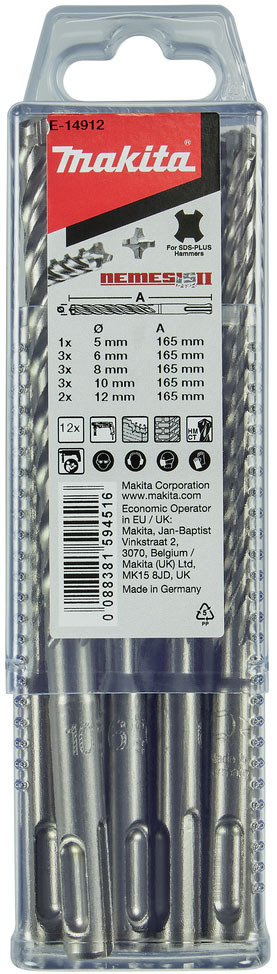 E-14912
makita
For SDS-PLUS
Hammers
NEMESIS II
Ø A
Ø A
1x 5 mm 165 mm
3x 6 mm 165 mm
3x 8 mm 165 mm
3x 10 mm 165 mm
2x 12 mm 165 mm
12x
HM
CT
0 088381 594516
Makita Corporation
www.makita.com
Economic Operator
in EU / UK:
Makita, Jan-Baptist
Vinkstraat 2,
3070, Belgium /
Makita (UK) Ltd,
MK15 8JD, UK
Made in Germany
5
PP
10